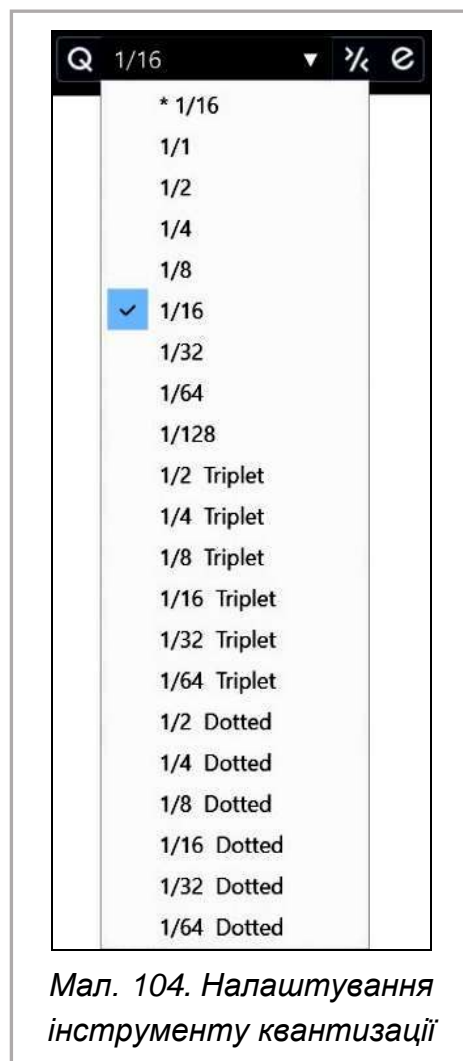 Q 1/16 ▼ e
* 1/16
1/1
1/2
1/4
1/8
✓ 1/16
1/32
1/64
1/128
1/2 Triplet
1/4 Triplet
1/8 Triplet
1/16 Triplet
1/32 Triplet
1/64 Triplet
1/2 Dotted
1/4 Dotted
1/8 Dotted
1/16 Dotted
1/32 Dotted
1/64 Dotted
Мал. 104. Налаштування
інструменту квантизації